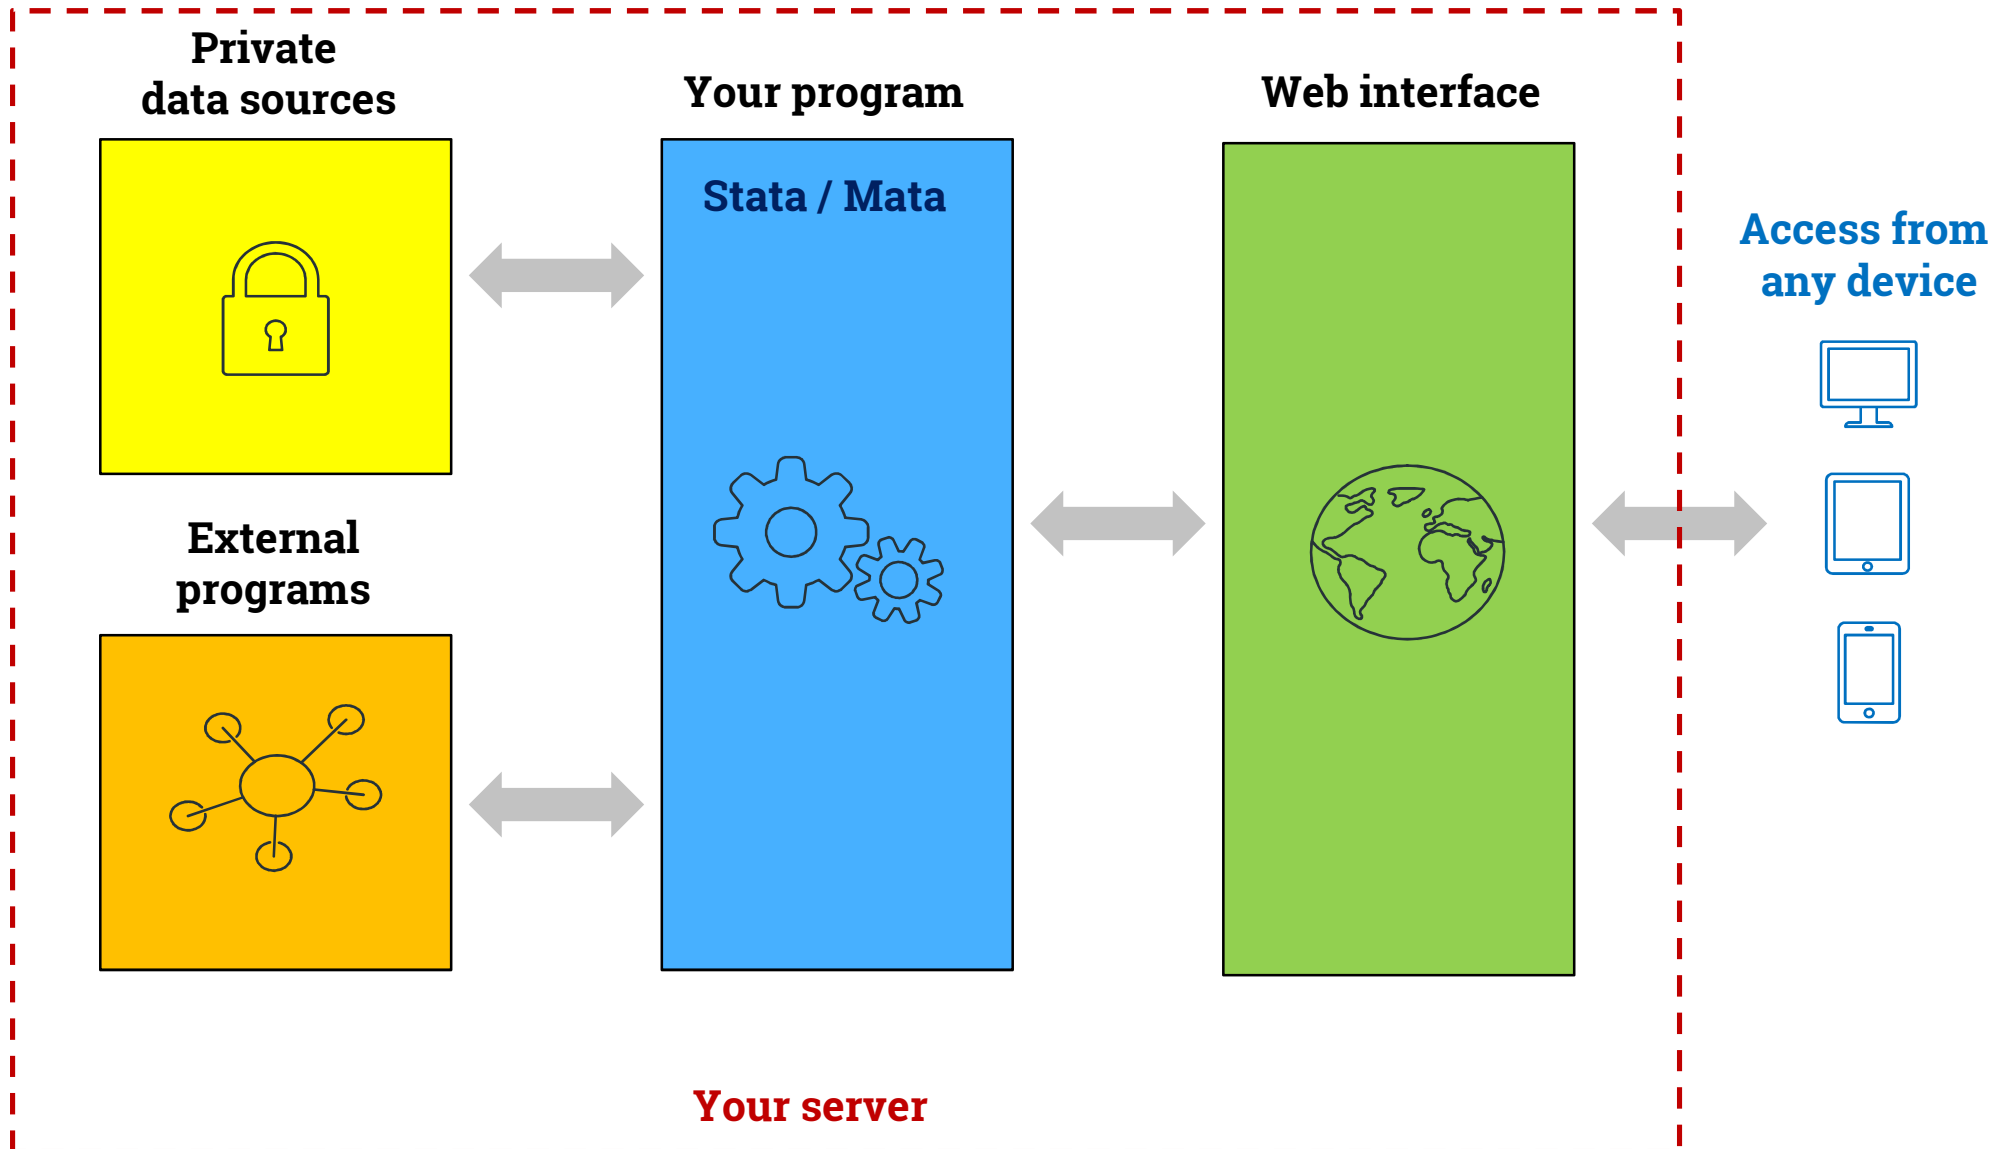 Private
data sources
Your program
Web interface
Stata / Mata
Access from
any device
External
programs
Your server